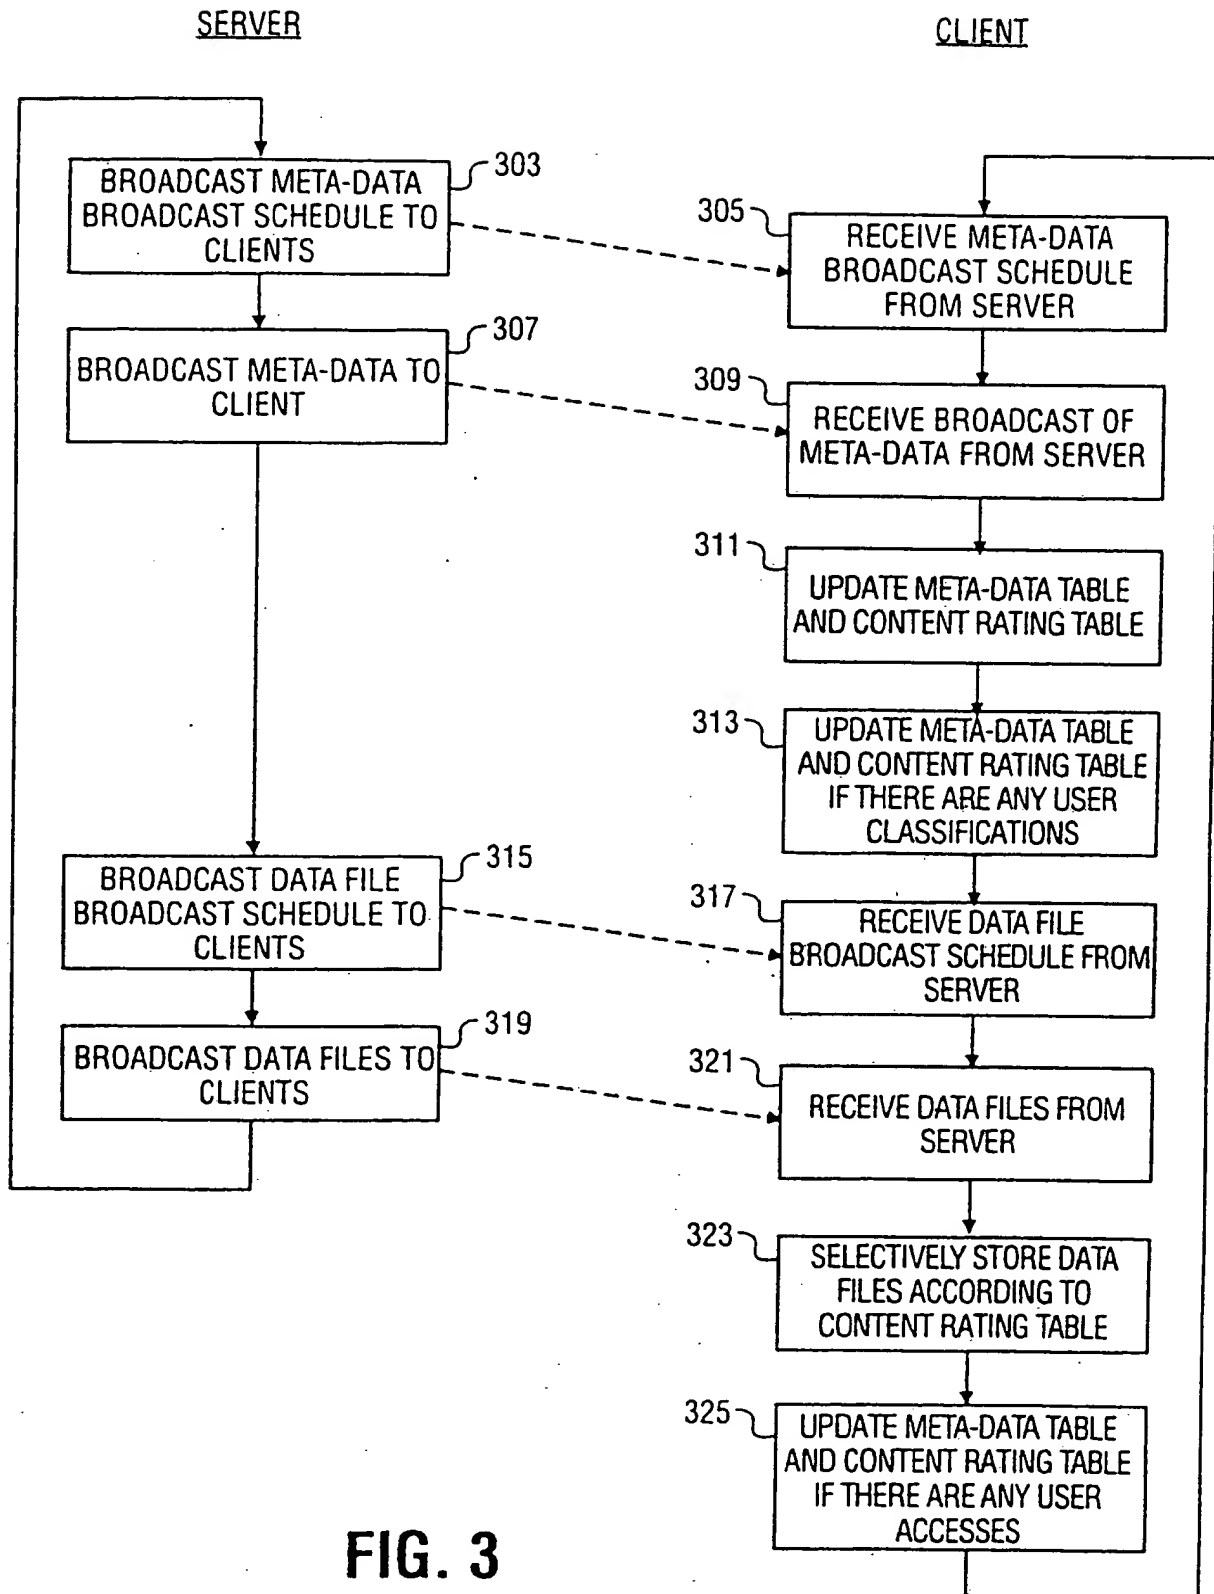 SERVER
CLIENT
303
BROADCAST META-DATA
BROADCAST SCHEDULE TO
CLIENTS
305
RECEIVE META-DATA
BROADCAST SCHEDULE
FROM SERVER
307
BROADCAST META-DATA TO
CLIENT
309
RECEIVE BROADCAST OF
META-DATA FROM SERVER
311
UPDATE META-DATA TABLE
AND CONTENT RATING TABLE
313
UPDATE META-DATA TABLE
AND CONTENT RATING TABLE
IF THERE ARE ANY USER
CLASSIFICATIONS
315
BROADCAST DATA FILE
BROADCAST SCHEDULE TO
CLIENTS
317
RECEIVE DATA FILE
BROADCAST SCHEDULE FROM
SERVER
319
BROADCAST DATA FILES TO
CLIENTS
321
RECEIVE DATA FILES FROM
SERVER
323
SELECTIVELY STORE DATA
FILES ACCORDING TO
CONTENT RATING TABLE
325
UPDATE META-DATA TABLE
AND CONTENT RATING TABLE
IF THERE ARE ANY USER
ACCESSES
FIG. 3